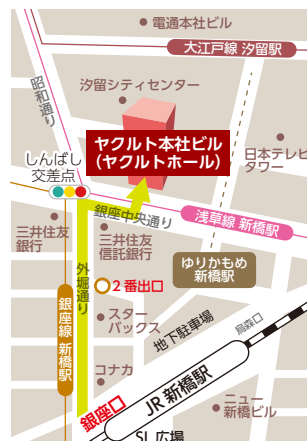 電通本社ビル
大江戸線 汐留駅
昭和通り
汐留シティセンター
ヤクルト本社ビル
（ヤクルトホール）
日本テレビ
タワー
しんばし
交差点
銀座中央通り
浅草線 新橋駅
三井住友
銀行
三井住友
信託銀行
外堀通り
ゆりかもめ
新橋駅
2番出口
銀座線 新橋駅
スター
バックス
地下駐車場
烏森口
コナカ
JR 新橋駅
銀座口
ニュー
新橋ビル
SL 広場